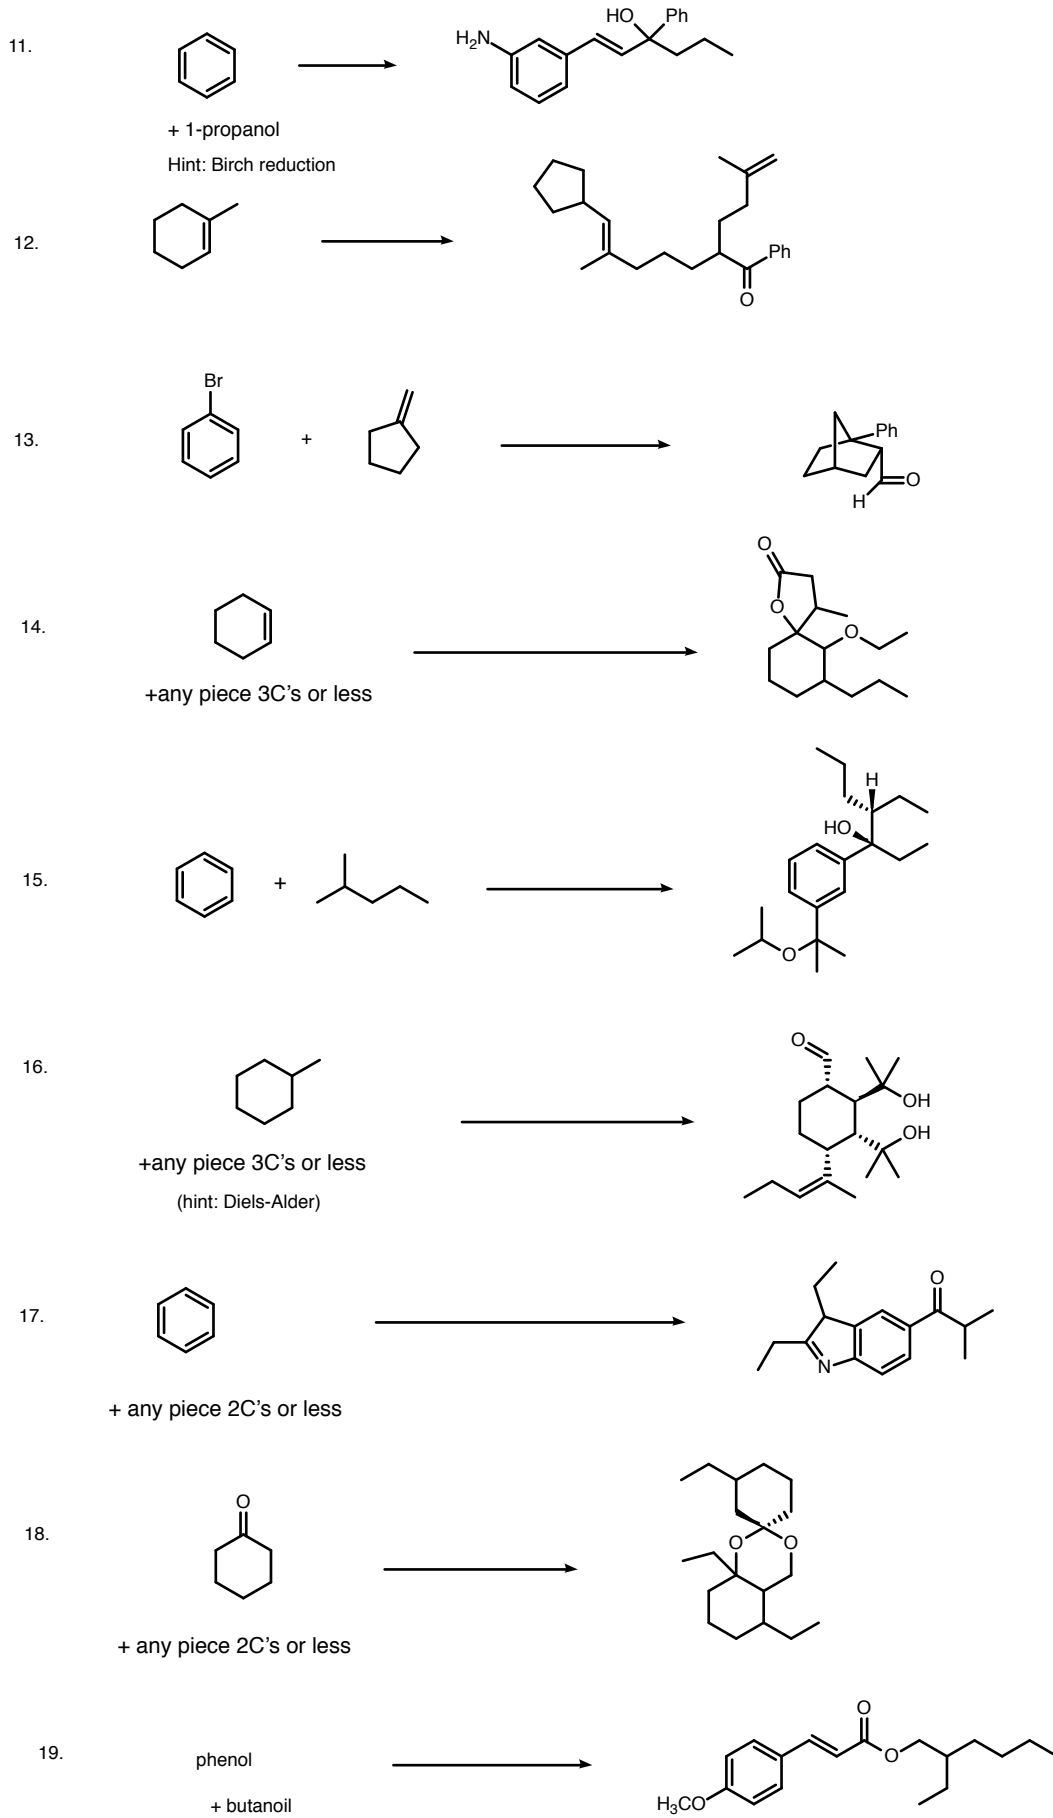 11.
H₂N
HO
Ph
+ 1-propanol
Hint: Birch reduction
12.
Ph
O
13.
Br
+
Ph
O
H
14.
+any piece 3C's or less
O
O
O
15.
+
H
HO
O
16.
+any piece 3C's or less
(hint: Diels-Alder)
O
OH
OH
17.
+ any piece 2C's or less
O
N
18.
O
+ any piece 2C's or less
O
O
19.
phenol
+ butanoil
O
O
H₃CO